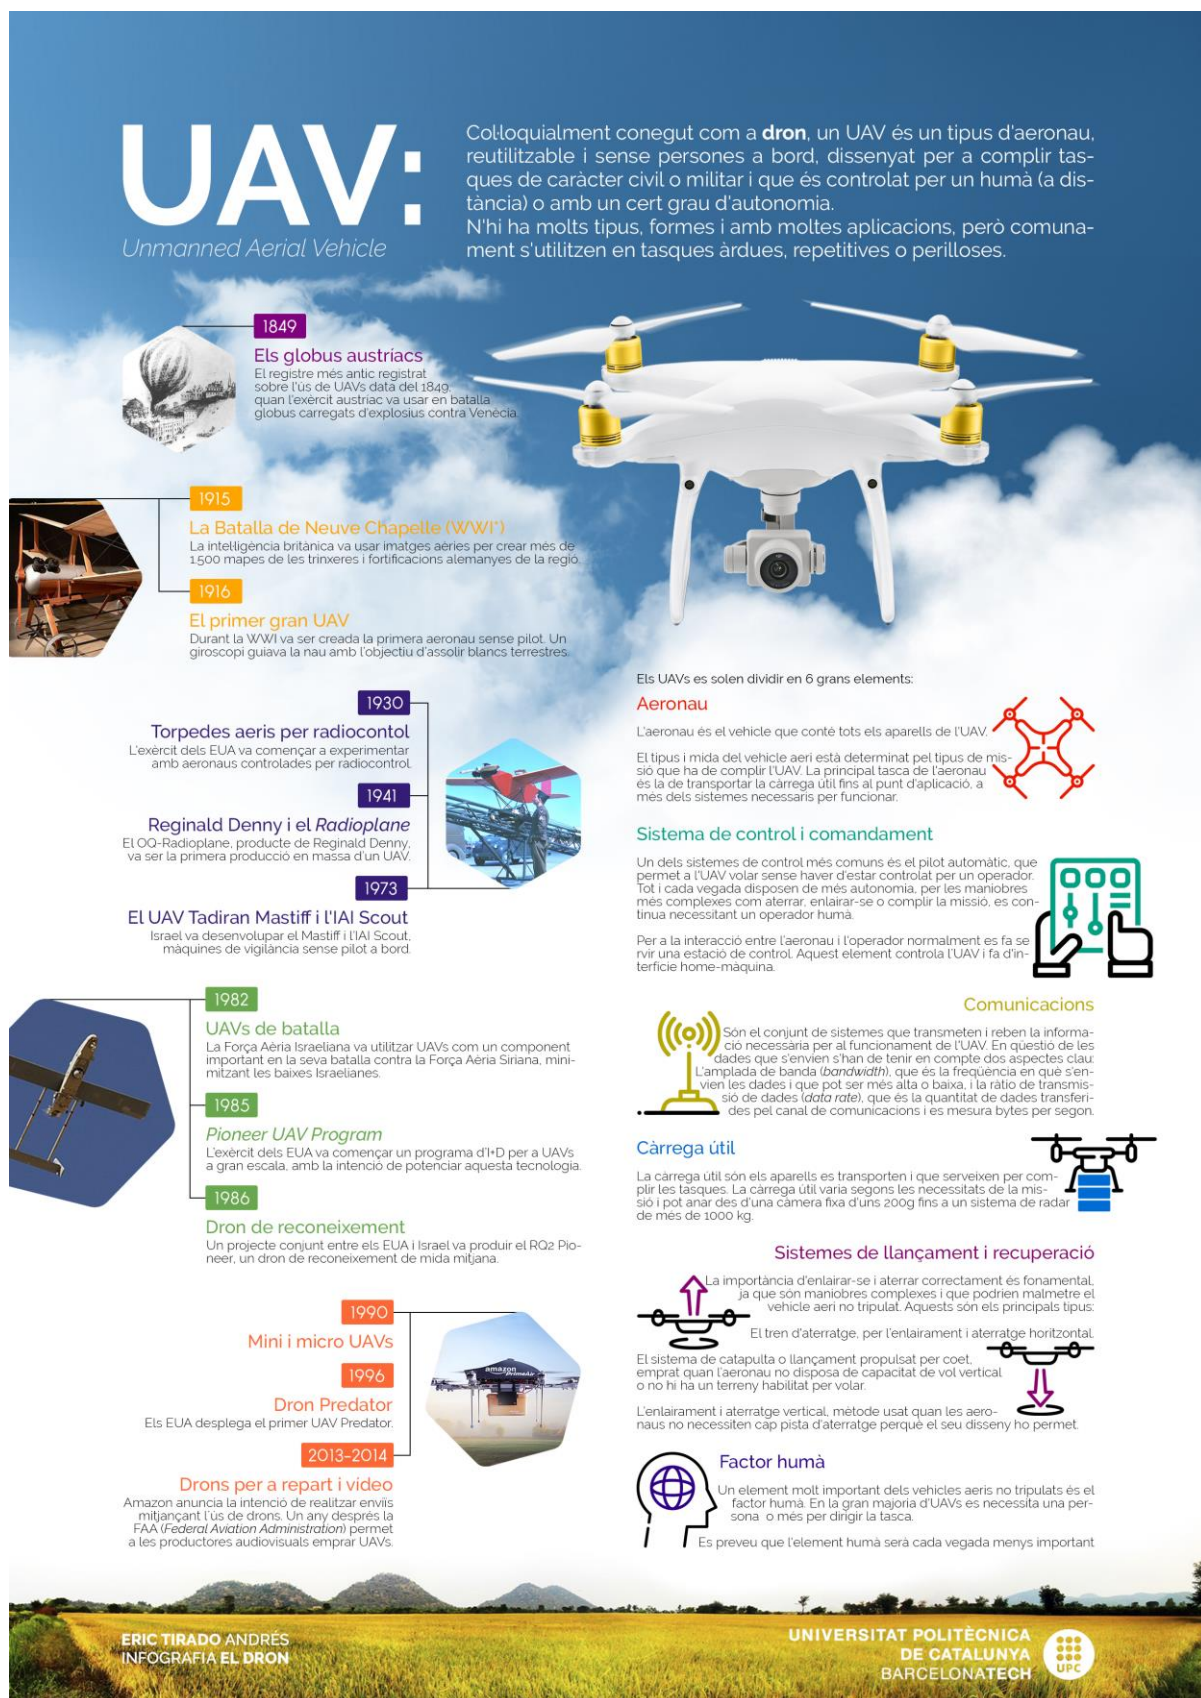 UAV:
Unmanned Aerial Vehicle
Col·loquialment conegut com a dron, un UAV és un tipus d'aeronau,
reutilitzable i sense persones a bord, dissenyat per a complir tas-
ques de caràcter civil o militar i que és controlat per un humà (a dis-
tància) o amb un cert grau d'autonomia.
N'hi ha molts tipus, formes i amb moltes aplicacions, però comuna-
ment s'utilitzen en tasques àrdues, repetitives o perilloses.
1849
Els globus austríacs
El registre més antic registrat
sobre l'ús de UAVs data del 1849,
quan l'exèrcit austríac va usar en batalla
globus carregats d'explosius contra Venècia.
1915
La Batalla de Neuve Chapelle (WWI*)
La intel·ligència britànica va usar imatges aèries per crear més de
1.500 mapes de les trinxeres i fortificacions alemanyes de la regió.
1916
El primer gran UAV
Durant la WWI va ser creada la primera aeronau sense pilot. Un
giroscopi guiava la nau amb l'objectiu d'assolir blancs terrestres.
1930
Torpedes aeris per radiocontol
L'exèrcit dels EUA va començar a experimentar
amb aeronaus controlades per radiocontrol.
1941
Reginald Denny i el Radioplane
El OQ-Radioplane, producte de Reginald Denny,
va ser la primera producció en massa d'un UAV.
1973
El UAV Tadiran Mastiff i l'IAI Scout
Israel va desenvolupar el Mastiff i l'IAI Scout,
màquines de vigilància sense pilot a bord.
1982
UAVs de batalla
La Força Aèria Israeliana va utilitzar UAVs com un component
important en la seva batalla contra la Força Aèria Siriana, mini-
mitzant les baixes Israelianes.
1985
Pioneer UAV Program
L'exèrcit dels EUA va començar un programa d'I+D per a UAVs
a gran escala, amb la intenció de potenciar aquesta tecnologia.
1986
Dron de reconeixement
Un projecte conjunt entre els EUA i Israel va produir el RQ2 Pio-
neer, un dron de reconeixement de mida mitjana.
1990
Mini i micro UAVs
1996
Dron Predator
Els EUA desplega el primer UAV Predator.
2013-2014
Drons per a repart i video
Amazon anuncia la intenció de realitzar enviïs
mitjançant l'ús de drons. Un any després la
FAA (Federal Aviation Administration) permet
a les productores audiovisuals emprar UAVs.
amazon
PrimeAir
Els UAVs es solen dividir en 6 grans elements:
Aeronau
L'aeronau és el vehicle que conté tots els aparells de l'UAV.
El tipus i mida del vehicle aeri està determinat pel tipus de mis-
sió que ha de complir l'UAV. La principal tasca de l'aeronau
és la de transportar la càrrega útil fins al punt d'aplicació, a
més dels sistemes necessaris per funcionar.
Sistema de control i comandament
Un dels sistemes de control més comuns és el pilot automàtic, que
permet a l'UAV volar sense haver d'estar controlat per un operador.
Tot i cada vegada disposen de més autonomia, per les maniobres
més complexes com aterrar, enlairar-se o complir la missió, es con-
tinua necessitant un operador humà.
Per a la interacció entre l'aeronau i l'operador normalment es fa se
rvir una estació de control. Aquest element controla l'UAV i fa d'in-
terfície home-màquina.
Comunicacions
Són el conjunt de sistemes que transmeten i reben la informa-
ció necessària per al funcionament de l'UAV. En qüestió de les
dades que s'envien s'han de tenir en compte dos aspectes clau:
L'amplada de banda (bandwidth), que és la freqüència en què s'en-
vien les dades i que pot ser més alta o baixa, i la ràtio de transmis-
sió de dades (data rate), que és la quantitat de dades transferi-
des pel canal de comunicacions i es mesura bytes per segon.
Càrrega útil
La càrrega útil són els aparells es transporten i que serveixen per com-
plir les tasques. La càrrega útil varia segons les necessitats de la mis-
sió i pot anar des d'una càmera fixa d'uns 200g fins a un sistema de radar
de més de 1000 kg.
Sistemes de llançament i recuperació
La importància d'enlairar-se i aterrar correctament és fonamental,
ja que són maniobres complexes i que podrien malmetre el
vehicle aeri no tripulat. Aquests són els principals tipus:
El tren d'aterratge, per l'enlairament i aterratge horitzontal.
El sistema de catapulta o llançament propulsat per coet,
emprat quan l'aeronau no disposa de capacitat de vol vertical
o no hi ha un terreny habilitat per volar.
L'enlairament i aterratge vertical, mètode usat quan les aero-
naus no necessiten cap pista d'aterratge perquè el seu disseny ho permet.
Factor humà
Un element molt important dels vehicles aeris no tripulats és el
factor humà. En la gran majoria d'UAVs es necessita una per-
sona o més per dirigir la tasca.
Es preveu que l'element humà serà cada vegada menys important
ERIC TIRADO ANDRÉS
INFOGRAFIA EL DRON
UNIVERSITAT POLITÈCNICA
DE CATALUNYA
BARCELONATECH
UPC